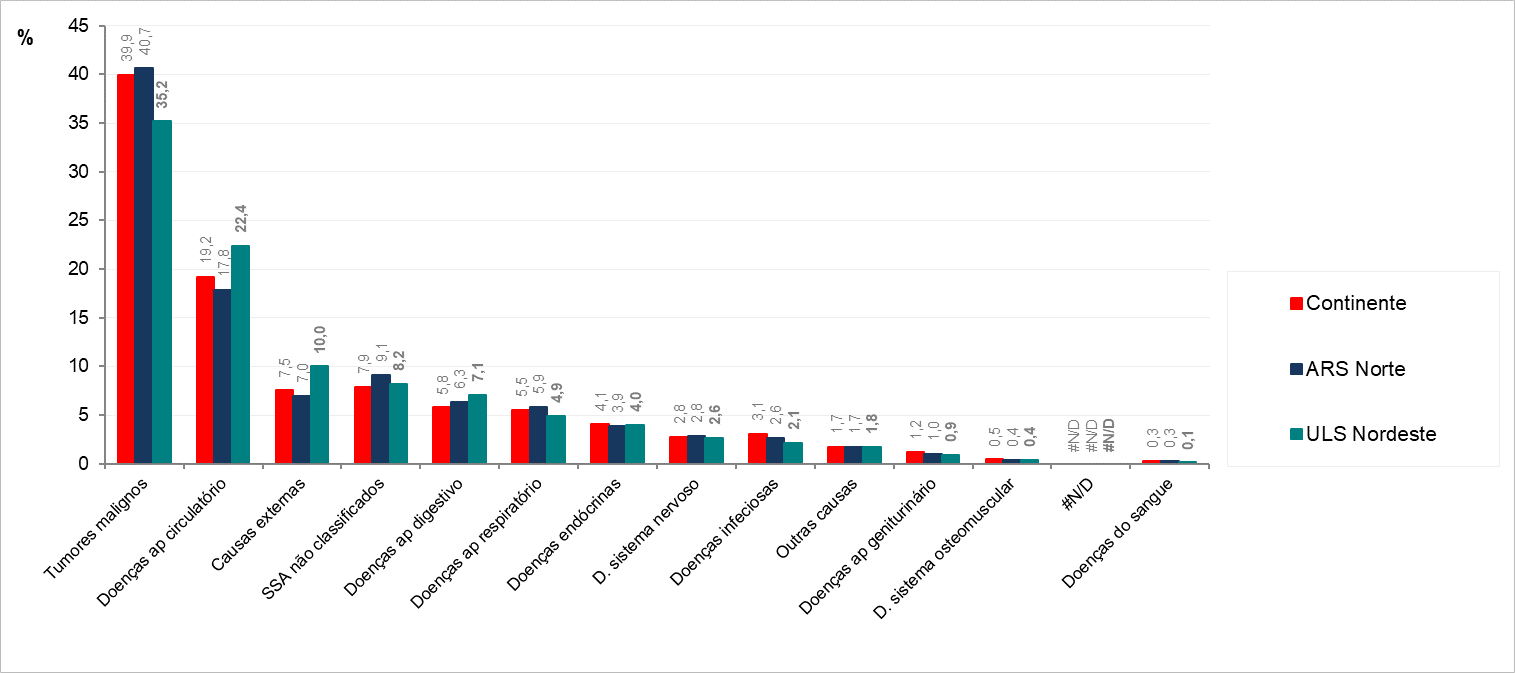 %
45
40
35
30
25
20
15
10
5
0
39,9 40,7 35,2
19,2 17,8 22,4
7,5 7,0 10,0
7,9 9,1 8,2
5,8 6,3 7,1
5,5 5,9 4,9
4,1 3,9 4,0
2,8 2,8 2,6
3,1 2,6 2,1
1,7 1,7 1,8
1,2 1,0 0,9
0,5 0,4 0,4
#N/D #N/D #N/D
0,3 0,3 0,1
Tumores malignos
Doenças ap circulatório
Causas externas
SSA não classificados
Doenças ap digestivo
Doenças ap respiratório
Doenças endócrinas
D. sistema nervoso
Doenças infeciosas
Outras causas
Doenças ap geniturinário
D. sistema osteomuscular
#N/D
Doenças do sangue
Continente
ARS Norte
ULS Nordeste